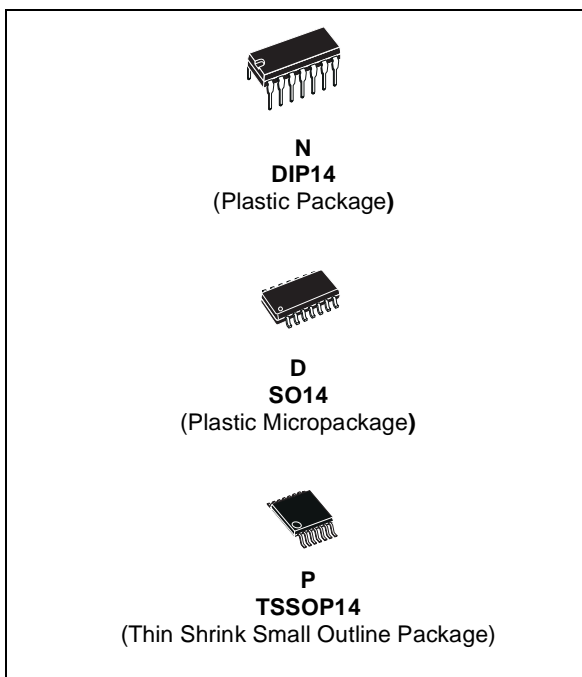 N
DIP14
(Plastic Package)
D
SO14
(Plastic Micropackage)
P
TSSOP14
(Thin Shrink Small Outline Package)